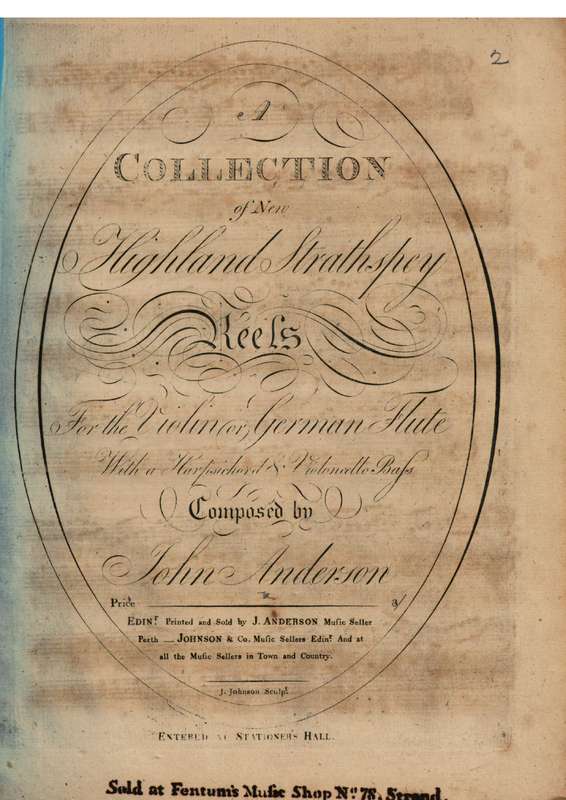 2
A
COLLECTION
of New
Highland Strathspey
Reels
For the Violin (or) German Flute
With a Harpsichord & Violoncello Baſs
Composed by
John Anderson
Price 3/
EDINr. Printed and Sold by J. ANDERSON Muſic Seller
Perth — JOHNSON & Co. Muſic Sellers Edinr. And at
all the Muſic Sellers in Town and Country.
J. Johnson Sculpt.
ENTERED AT STATIONER'S HALL.
Sold at Fentum's Muſic Shop No. 78, Strand.